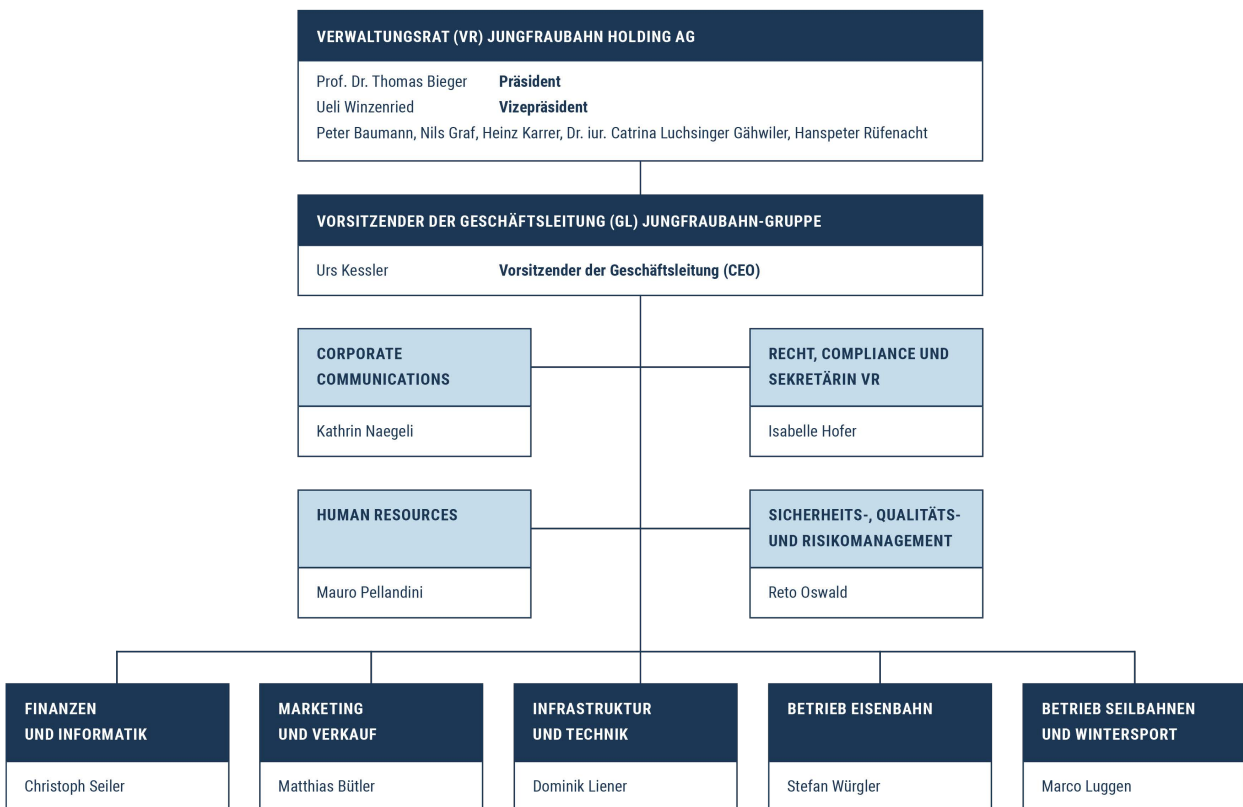 VERWALTUNGSRAT (VR) JUNGFRAUBAHN HOLDING AG
Prof. Dr. Thomas Bieger Präsident
Ueli Winzenried Vizepräsident
Peter Baumann, Nils Graf, Heinz Karrer, Dr. iur. Catrina Luchsinger Gähwiler, Hanspeter Rüfenacht
VORSITZENDER DER GESCHÄFTSLEITUNG (GL) JUNGFRAUBAHN-GRUPPE
Urs Kessler Vorsitzender der Geschäftsleitung (CEO)
CORPORATE
COMMUNICATIONS
Kathrin Naegeli
RECHT, COMPLIANCE UND
SEKRETÄRIN VR
Isabelle Hofer
HUMAN RESOURCES
Mauro Pellandini
SICHERHEITS-, QUALITÄTS-
UND RISIKOMANAGEMENT
Reto Oswald
FINANZEN
UND INFORMATIK
Christoph Seiler
MARKETING
UND VERKAUF
Matthias Bütler
INFRASTRUKTUR
UND TECHNIK
Dominik Liener
BETRIEB EISENBAHN
Stefan Würgler
BETRIEB SEILBAHNEN
UND WINTERSPORT
Marco Luggen